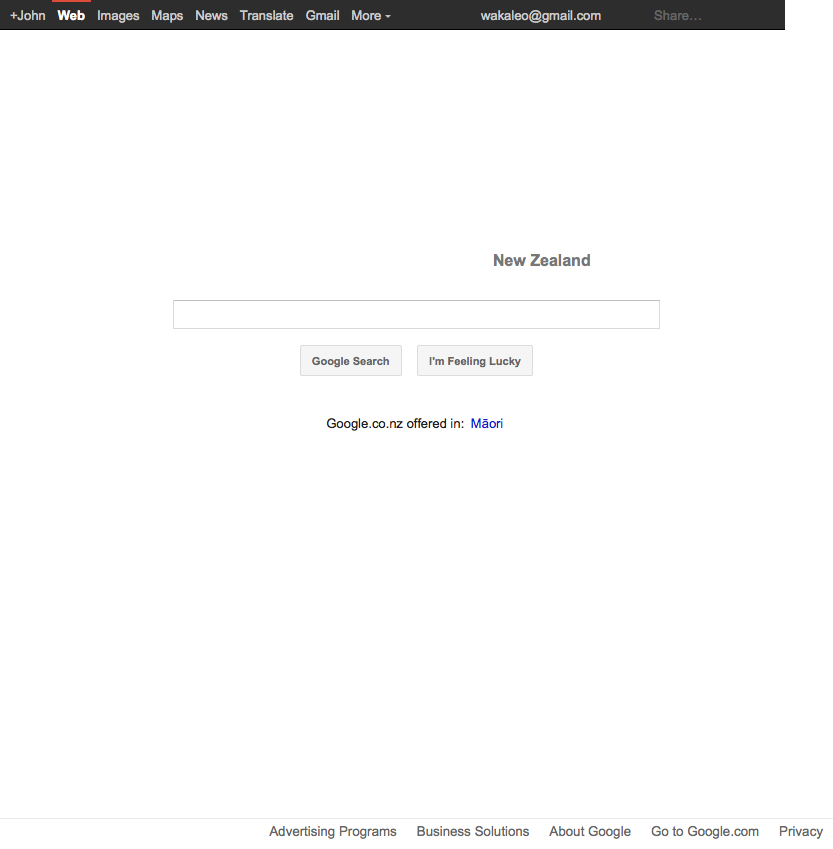 +John Web Images Maps News Translate Gmail More wakaleo@gmail.com Share…
New Zealand
Google Search I'm Feeling Lucky
Google.co.nz offered in: Māori
Advertising Programs Business Solutions About Google Go to Google.com Privacy